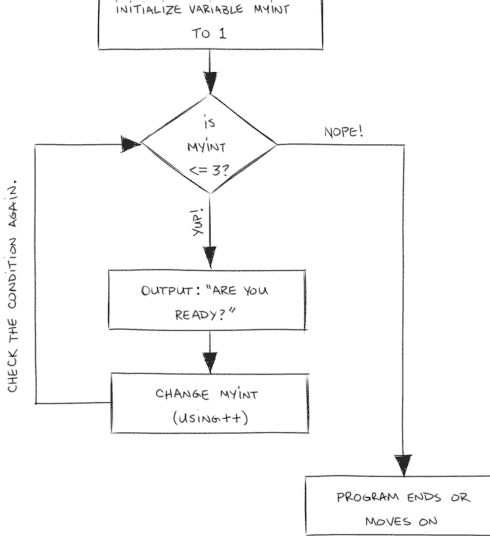 INITIALIZE VARIABLE MYINT
TO 1
is
MYINT
<= 3?
NOPE!
YUP!
CHECK THE CONDITION AGAIN.
OUTPUT: "ARE YOU
READY?"
CHANGE MYINT
(USING++)
PROGRAM ENDS OR
MOVES ON